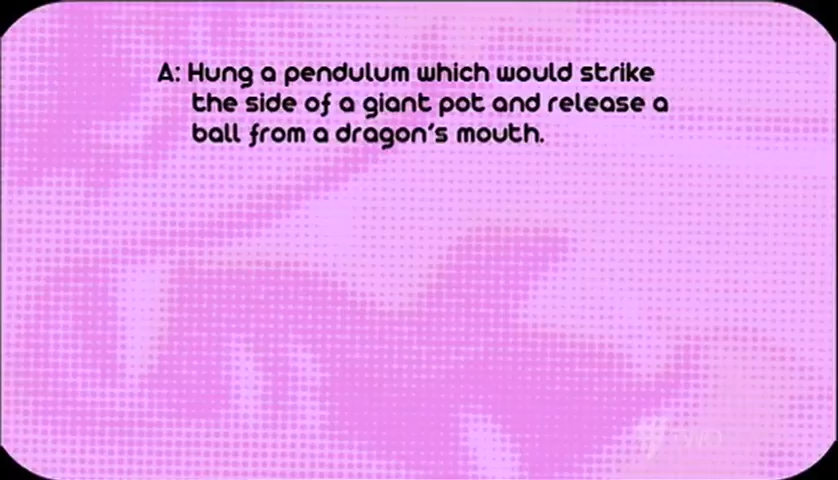 A: Hung a pendulum which would strike
the side of a giant pot and release a
ball from a dragon's mouth.